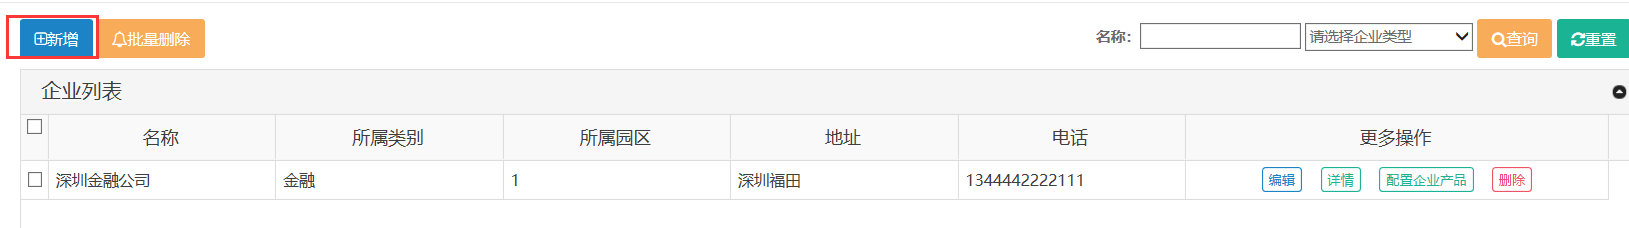 新增 批量删除 名称: 请选择企业类型 查询 重置
企业列表
名称 所属类别 所属园区 地址 电话 更多操作
深圳金融公司 金融 1 深圳福田 1344442222111 编辑 详情 配置企业产品 删除